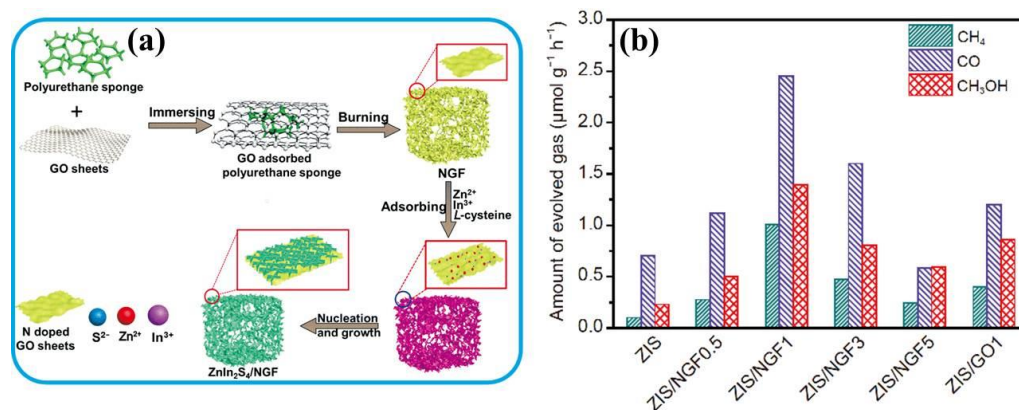 (a)
Polyurethane sponge
+
GO sheets
Immersing
GO adsorbed
polyurethane sponge
Burning
NGF
Adsorbing
Zn²⁺
In³⁺
L-cysteine
Nucleation
and growth
ZnIn₂S₄/NGF
N doped
GO sheets
S²⁻
Zn²⁺
In³⁺
(b)
Amount of evolved gas (μmol g⁻¹ h⁻¹)
3.0
2.5
2.0
1.5
1.0
0.5
0.0
CH₄
CO
CH₃OH
ZIS
ZIS/NGF0.5
ZIS/NGF1
ZIS/NGF3
ZIS/NGF5
ZIS/GO1